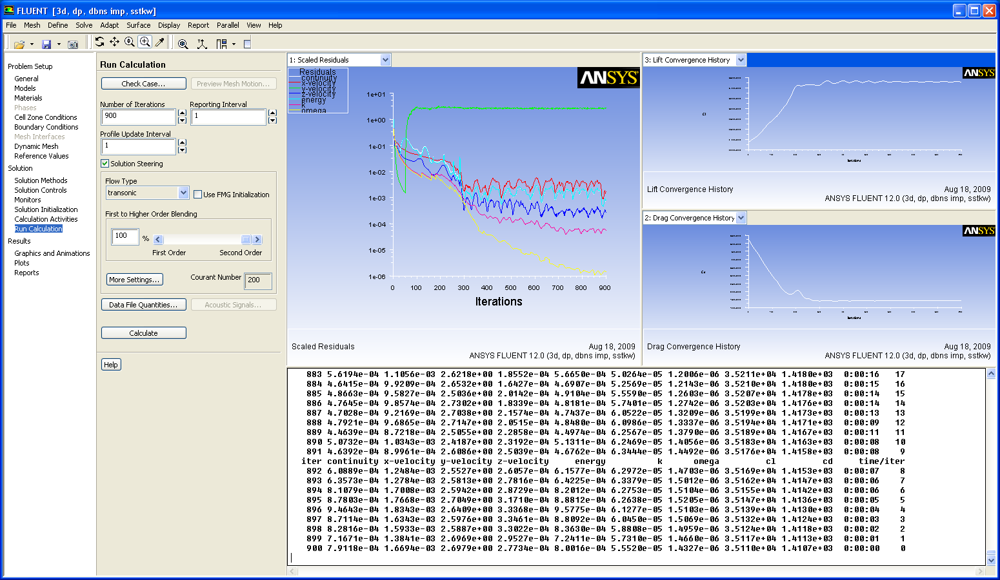 FLUENT [3d, dp, dbns imp, sstkw]
File Mesh Define Solve Adapt Surface Display Report Parallel View Help
Problem Setup
General
Models
Materials
Phases
Cell Zone Conditions
Boundary Conditions
Mesh Interfaces
Dynamic Mesh
Reference Values
Solution
Solution Methods
Solution Controls
Monitors
Solution Initialization
Calculation Activities
Run Calculation
Results
Graphics and Animations
Plots
Reports
Run Calculation
Check Case... Preview Mesh Motion...
Number of Iterations Reporting Interval
900 1
Profile Update Interval
1
Solution Steering
Flow Type
transonic Use FMG Initialization
First to Higher Order Blending
100 %
First Order Second Order
More Settings... Courant Number 200
Data File Quantities... Acoustic Signals...
Calculate
Help
1: Scaled Residuals
Residuals
continuity
x-velocity
y-velocity
z-velocity
energy
k
omega
ANSYS
1e+01
1e+00
1e-01
1e-02
1e-03
1e-04
1e-05
1e-06
0 100 200 300 400 500 600 700 800 900
Iterations
Scaled Residuals Aug 18, 2009
ANSYS FLUENT 12.0 (3d, dp, dbns imp, sstkw)
3: Lift Convergence History
ANSYS
Cl
Iterations
Lift Convergence History Aug 18, 2009
ANSYS FLUENT 12.0 (3d, dp, dbns imp, sstkw)
2: Drag Convergence History
ANSYS
Cd
Iterations
Drag Convergence History Aug 18, 2009
ANSYS FLUENT 12.0 (3d, dp, dbns imp, sstkw)
883 5.6194e-04 1.1056e-03 2.6218e+00 1.8552e-04 5.6650e-04 5.0264e-05 1.2006e-06 3.5211e+04 1.4180e+03 0:00:16 17
884 4.6415e-04 9.9209e-04 2.6532e+00 1.6427e-04 4.6907e-04 5.2569e-05 1.2143e-06 3.5210e+04 1.4180e+03 0:00:15 16
885 4.8663e-04 9.5827e-04 2.5036e+00 2.0142e-04 4.9104e-04 5.5590e-05 1.2603e-06 3.5207e+04 1.4178e+03 0:00:14 15
886 4.7645e-04 9.8574e-04 2.7302e+00 1.8339e-04 4.8181e-04 5.7401e-05 1.2742e-06 3.5203e+04 1.4176e+03 0:00:14 14
887 4.7028e-04 9.2169e-04 2.7038e+00 2.1574e-04 4.7437e-04 6.0522e-05 1.3209e-06 3.5199e+04 1.4173e+03 0:00:13 13
888 4.7921e-04 9.6865e-04 2.7147e+00 2.0515e-04 4.8480e-04 6.0986e-05 1.3337e-06 3.5194e+04 1.4171e+03 0:00:09 12
889 4.4639e-04 8.7218e-04 2.5055e+00 2.2858e-04 4.4974e-04 6.2567e-05 1.3790e-06 3.5189e+04 1.4167e+03 0:00:11 11
890 5.0732e-04 1.0343e-03 2.4187e+00 2.3192e-04 5.1311e-04 6.2469e-05 1.4056e-06 3.5183e+04 1.4163e+03 0:00:08 10
891 4.6392e-04 8.9961e-04 2.6086e+00 2.5039e-04 4.6762e-04 6.3444e-05 1.4492e-06 3.5176e+04 1.4158e+03 0:00:08 9
iter continuity x-velocity y-velocity z-velocity energy k omega cl cd time/iter
892 6.0889e-04 1.2484e-03 2.5527e+00 2.6057e-04 6.1577e-04 6.2972e-05 1.4703e-06 3.5169e+04 1.4153e+03 0:00:07 8
893 6.3573e-04 1.2784e-03 2.5813e+00 2.7816e-04 6.4225e-04 6.3379e-05 1.5012e-06 3.5162e+04 1.4147e+03 0:00:06 7
894 8.1079e-04 1.7008e-03 2.5942e+00 2.8729e-04 8.2012e-04 6.2753e-05 1.5104e-06 3.5155e+04 1.4142e+03 0:00:06 6
895 8.7803e-04 1.7668e-03 2.7049e+00 3.1710e-04 8.8812e-04 6.2638e-05 1.5205e-06 3.5147e+04 1.4136e+03 0:00:05 5
896 9.4643e-04 1.8343e-03 2.6409e+00 3.3368e-04 9.5775e-04 6.1277e-05 1.5103e-06 3.5139e+04 1.4130e+03 0:00:04 4
897 8.7114e-04 1.6343e-03 2.5976e+00 3.3461e-04 8.8092e-04 6.0450e-05 1.5069e-06 3.5132e+04 1.4124e+03 0:00:03 3
898 8.2816e-04 1.5933e-03 2.5887e+00 3.3022e-04 8.3630e-04 5.8808e-05 1.4959e-06 3.5124e+04 1.4118e+03 0:00:02 2
899 7.1671e-04 1.3841e-03 2.6969e+00 2.9527e-04 7.2411e-04 5.7310e-05 1.4660e-06 3.5117e+04 1.4113e+03 0:00:01 1
900 7.9118e-04 1.6694e-03 2.6979e+00 2.7734e-04 8.0016e-04 5.5520e-05 1.4327e-06 3.5110e+04 1.4107e+03 0:00:00 0